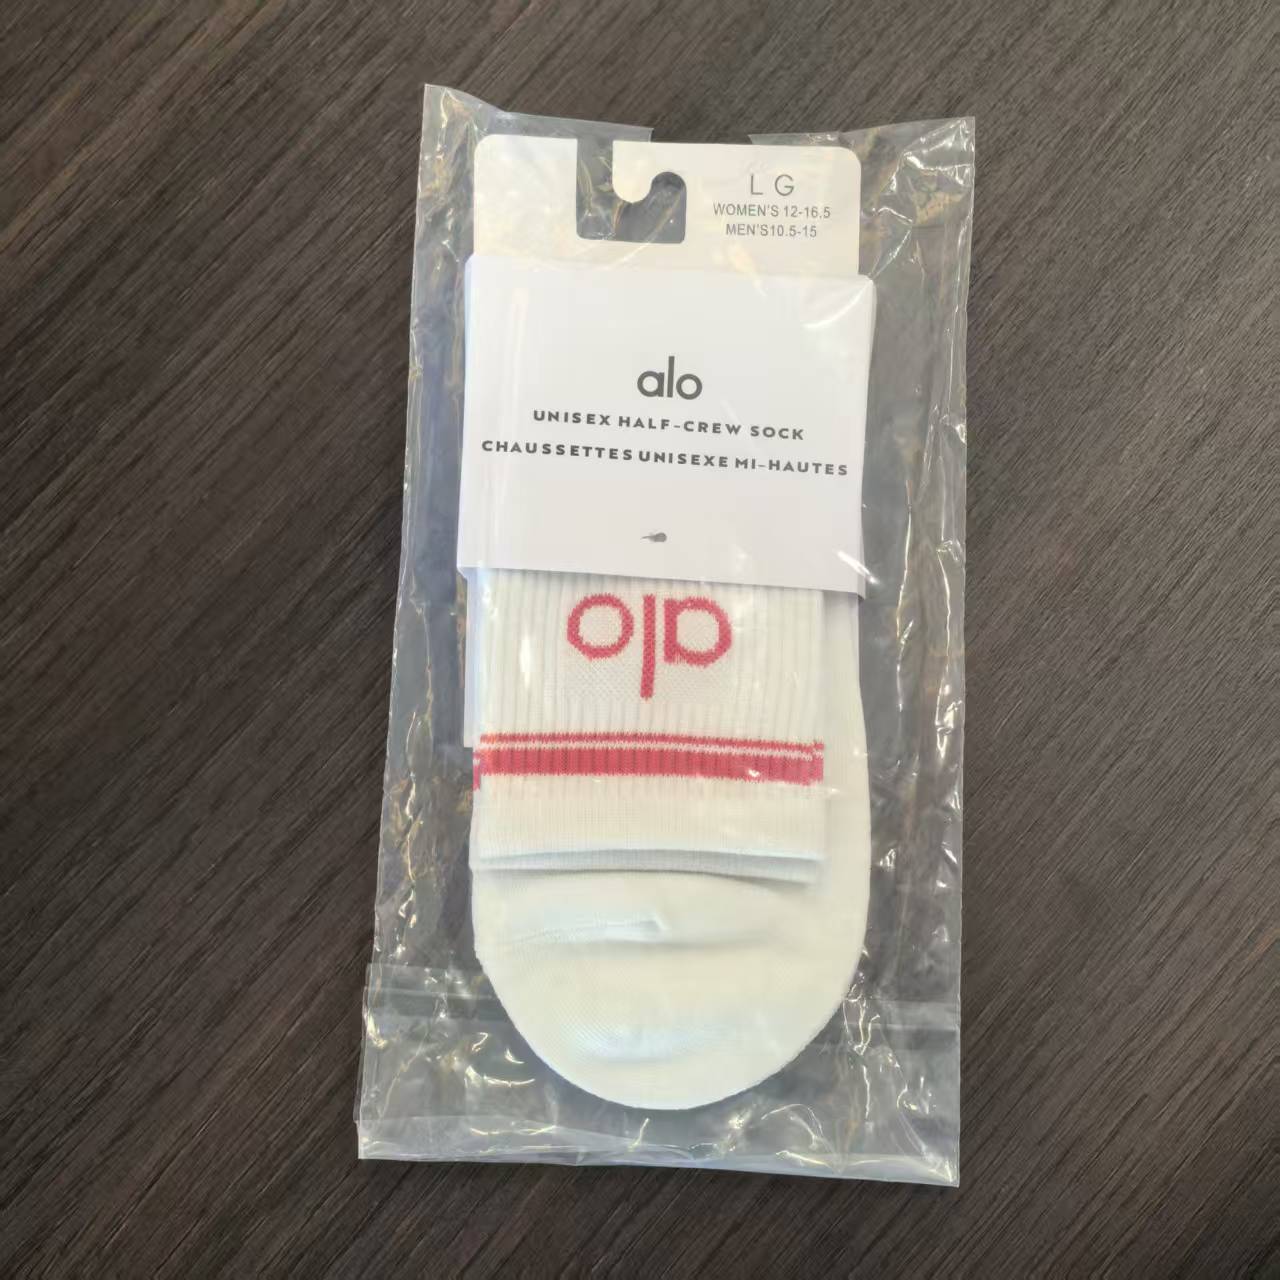 L G
WOMEN'S 12-16.5
MEN'S10.5-15
alo
UNISEX HALF-CREW SOCK
CHAUSSETTES UNISEXE MI-HAUTES
alo